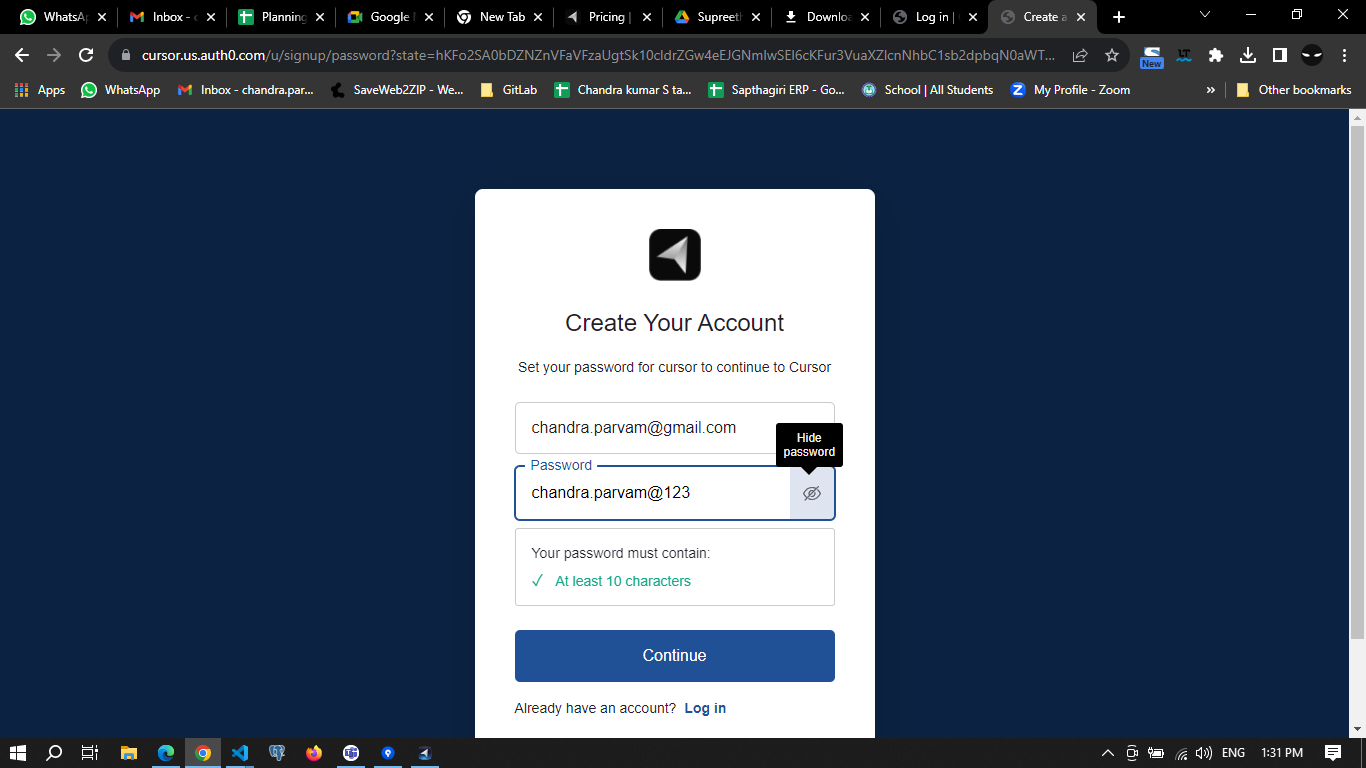 WhatsAp
Inbox - c
Planning
Google M
New Tab
Pricing |
Supreeth
Downloa
Log in |
Create a
cursor.us.auth0.com/u/signup/password?state=
New
LT
Apps
WhatsApp
Inbox - chandra.par...
SaveWeb2ZIP - We...
GitLab
Chandra kumar S ta...
Sapthagiri ERP - Go...
School | All Students
My Profile - Zoom
»
Other bookmarks
Create Your Account
Set your password for cursor to continue to Cursor
chandra.parvam@gmail.com
Hide
password
Password
chandra.parvam@123
Your password must contain:
✓ At least 10 characters
Continue
Already have an account? Log in
ENG
1:31 PM